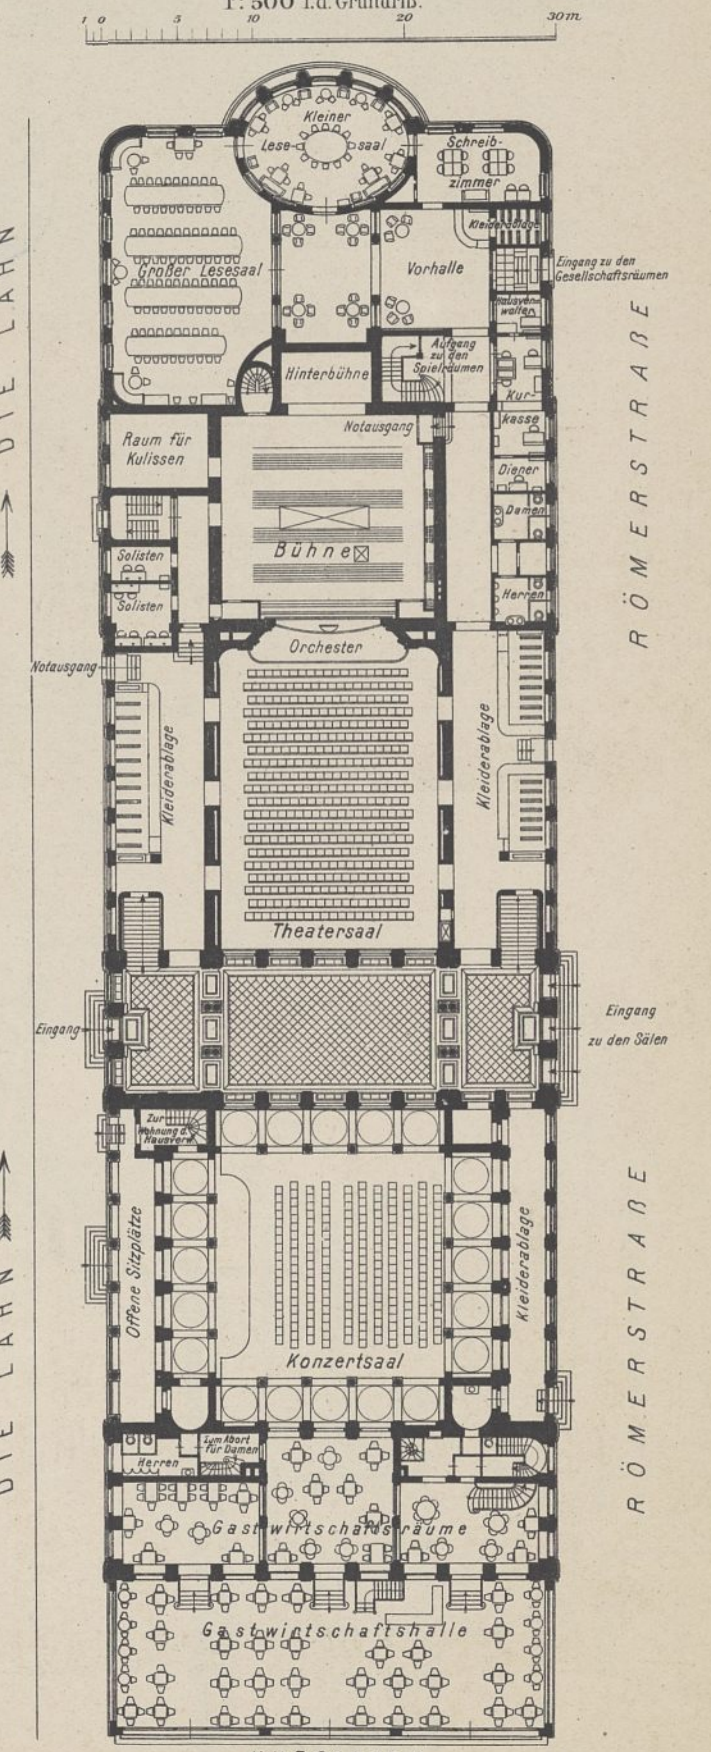 1:500 i.d. Grundriß.
1 0 5 10 20 30 m
Kleiner
Lese-saal
Schreib-
zimmer
Kleiderablage
Großer Lesesaal
Vorhalle
Eingang zu den
Gesellschaftsräumen
Hausver-
walter
Hinterbühne
Aufgang
zu den
Spielräumen
Kur-
kasse
Raum für
Kulissen
Notausgang
Diener
Damen
Bühne
Solisten
Solisten
Herren
Orchester
Notausgang
Kleiderablage
Kleiderablage
Theatersaal
Eingang
Eingang
zu den Sälen
Zur
Wohnung d.
Hausverw.
Offene Sitzplätze
Kleiderablage
Konzertsaal
Herren
Zum Abort
für Damen
Gastwirtschaftsräume
Gastwirtschaftshalle
DIE LAHN
DIE LAHN
RÖMERSTRAßE
RÖMERSTRAßE